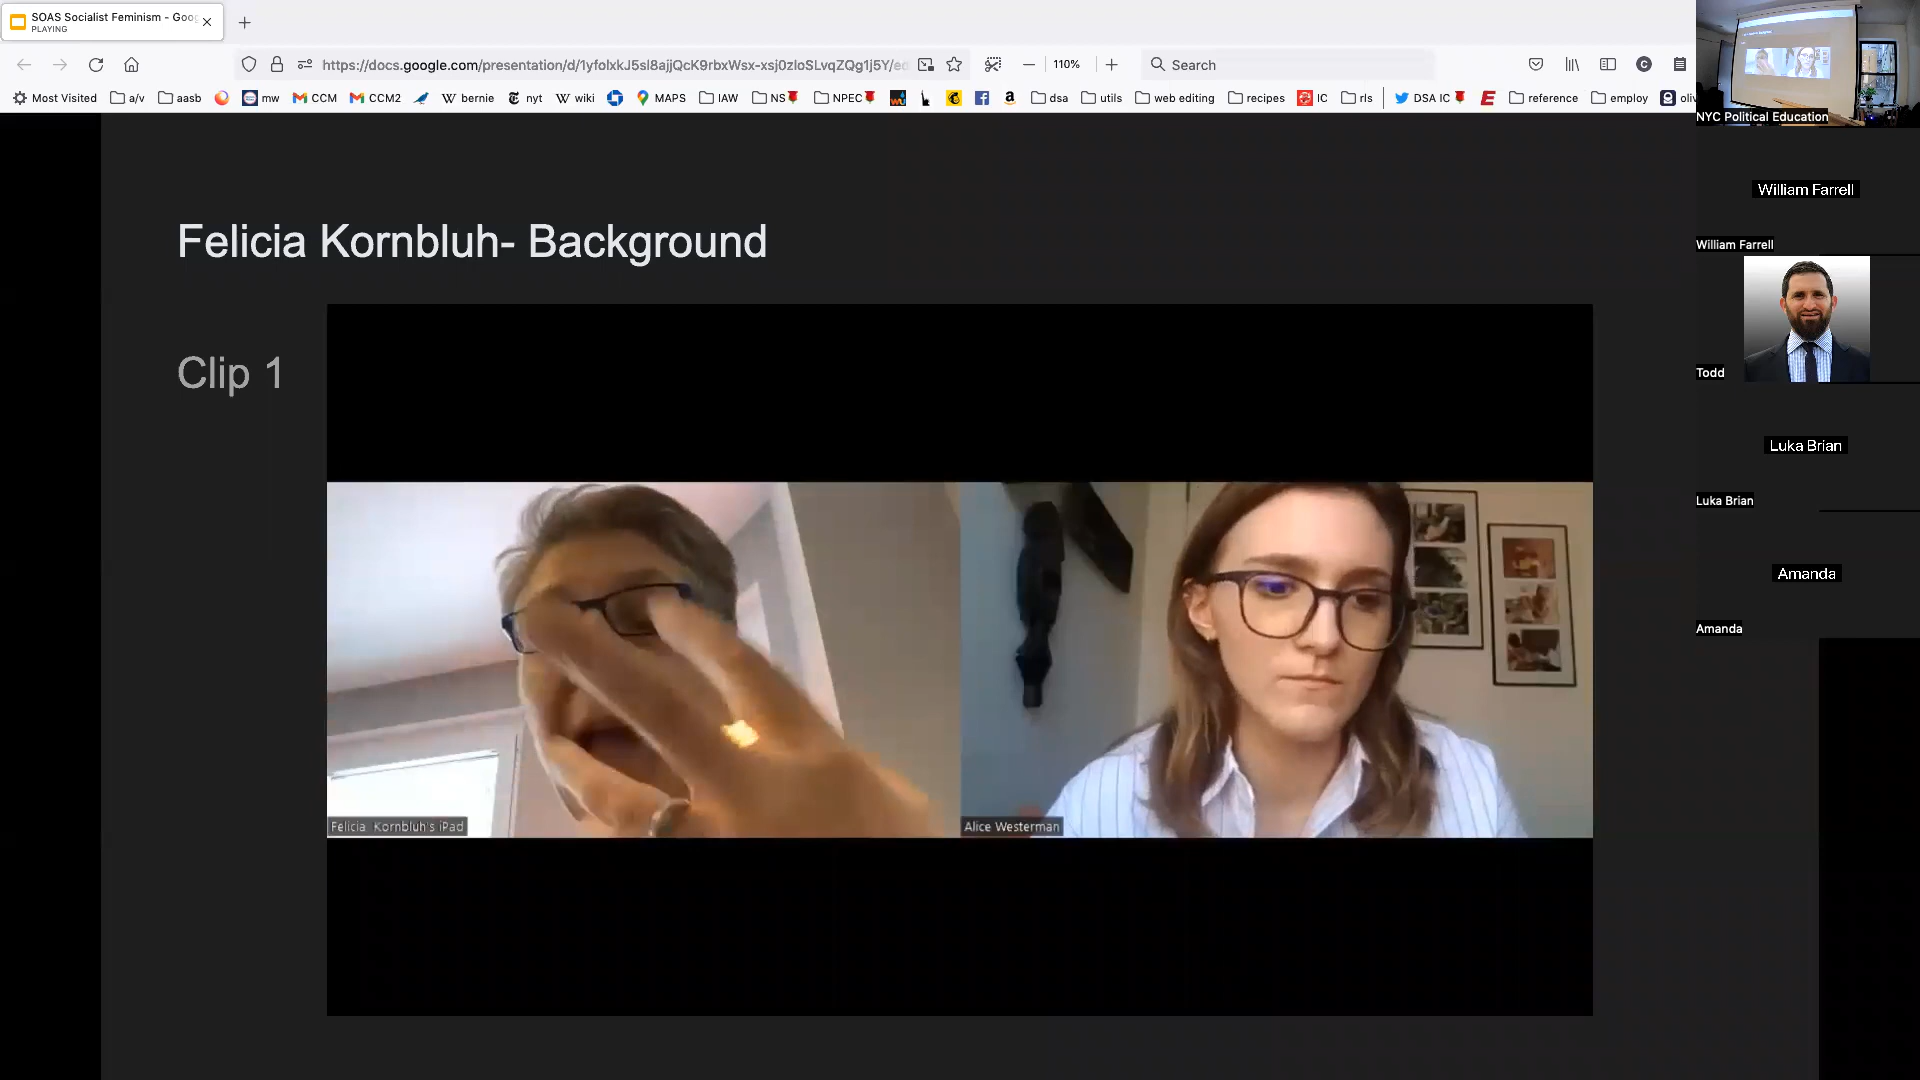 SOAS Socialist Feminism - Goo
PLAYING
https://docs.google.com/presentation/d/1yfolxkJ5sl8ajjQcK9rbxWsx-xsj0zloSLvqZQg1j5Y/ed
110%
Search
Most Visited
a/v
aasb
mw
CCM
CCM2
bernie
nyt
wiki
MAPS
IAW
NS
NPEC
dsa
utils
web editing
recipes
IC
rls
DSA IC
reference
employ
oliv
NYC Political Education
William Farrell
William Farrell
Todd
Luka Brian
Luka Brian
Amanda
Amanda
Felicia Kornbluh- Background
Clip 1
Felicia Kornbluh's iPad
Alice Westerman